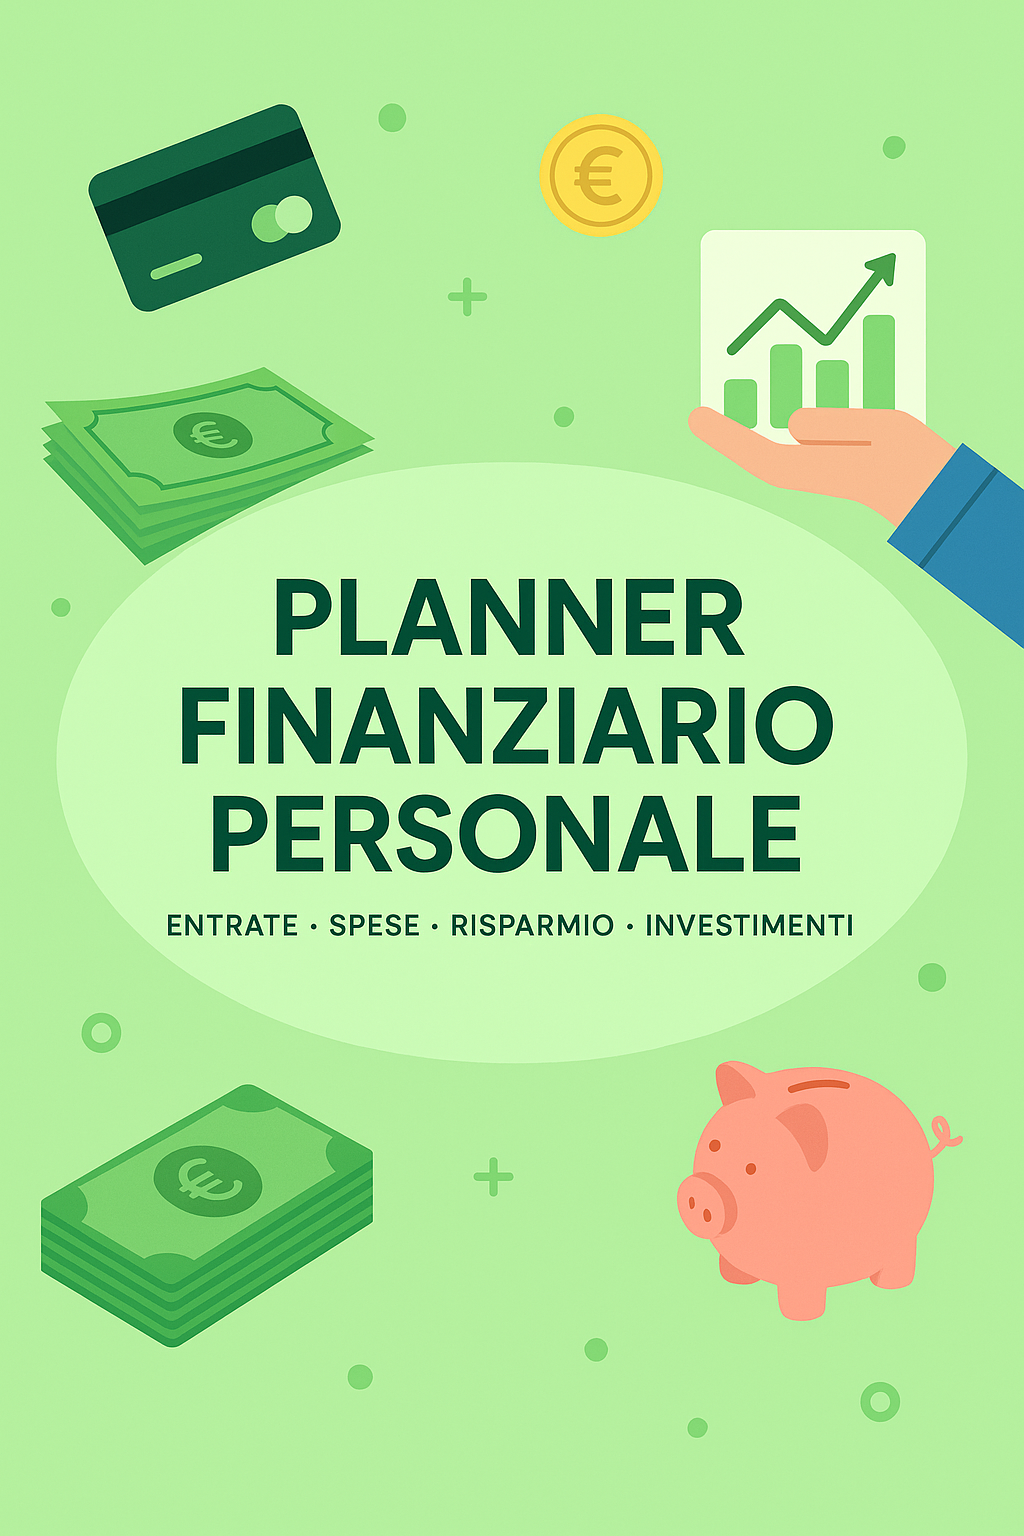 €
€
PLANNER
FINANZIARIO
PERSONALE
ENTRATE · SPESE · RISPARMIO · INVESTIMENTI
€